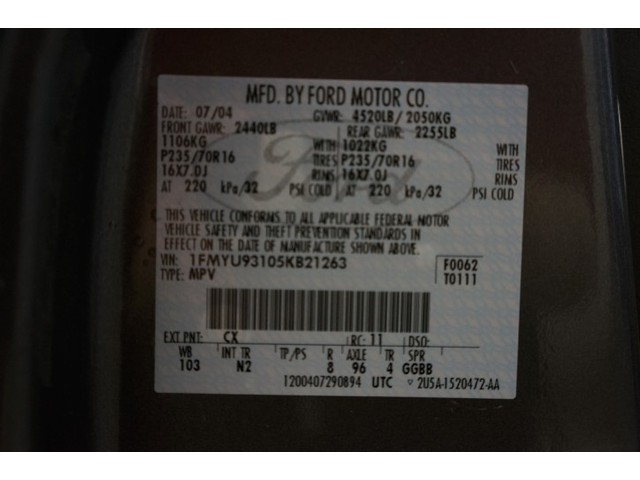 MFD. BY FORD MOTOR CO.
DATE: 07/04 GVWR: 4520LB/ 2050KG
FRONT GAWR: 2440LB REAR GAWR: 2255LB
1106KG WITH 1022KG WITH
P235/70R16 TIRES P235/70R16 TIRES
16X7.0J RIMS 16X7.0J RIMS
AT 220 kPa/32 PSI COLD AT 220 kPa/32 PSI COLD
Ford
THIS VEHICLE CONFORMS TO ALL APPLICABLE FEDERAL MOTOR
VEHICLE SAFETY AND THEFT PREVENTION STANDARDS IN
EFFECT ON THE DATE OF MANUFACTURE SHOWN ABOVE.
VIN: 1FMYU93105KB21263 F0062
TYPE: MPV T0111
EXT PNT: CX RC: 11 DSO:
WB INT TR TP/PS R AXLE TR SPR
103 N2 8 96 4 GGBB
1200407290894 UTC ▽ 2U5A-1520472-AA